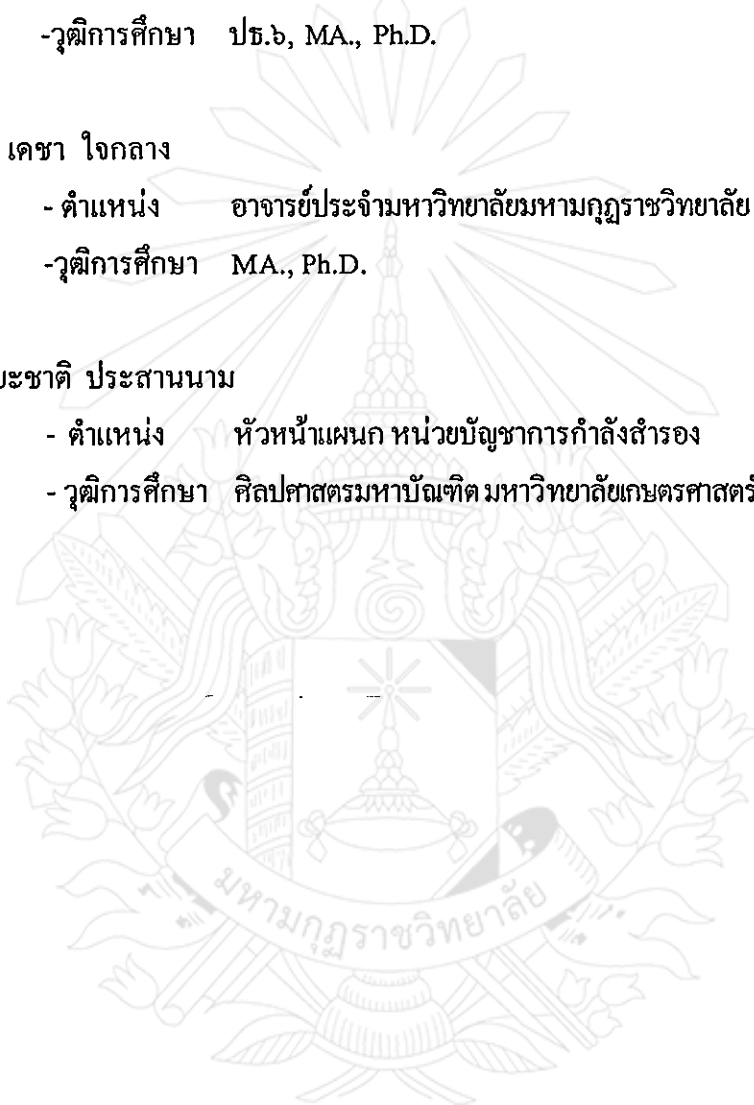 -วุฒิการศึกษา ปธ.๖, MA., Ph.D.
เดชา ใจกลาง
- ตำแหน่ง อาจารย์ประจำมหาวิทยาลัยมหามกุฏราชวิทยาลัย
-วุฒิการศึกษา MA., Ph.D.
ยะชาติ ประสานนาม
- ตำแหน่ง หัวหน้าแผนก หน่วยบัญชาการกำลังสำรอง
- วุฒิการศึกษา ศิลปศาสตรมหาบัณฑิต มหาวิทยาลัยเกษตรศาสตร์
มหามกุฏราชวิทยาลัย